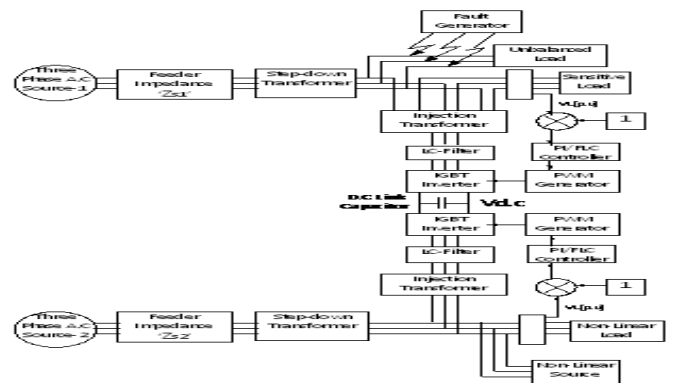 Fault
Generator
Unbalanced
Load
Three
Phase A.C
Source-1
Feeder
Impedance
'Zs1'
Step-down
Transformer
Sensitive
Load
VL[p.u]
1
Injection
Transformer
LC-Filter
PI/FLC
Controller
IGBT
Inverter
PWM
Generator
D.C Link
Capacitor
Vd.c
IGBT
Inverter
PWM
Generator
LC-Filter
PI/FLC
Controller
Injection
Transformer
1
VL[p.u]
Three
Phase A.C
Source-2
Feeder
Impedance
'Zs2'
Step-down
Transformer
Non-Linear
Load
Non-Linear
Source